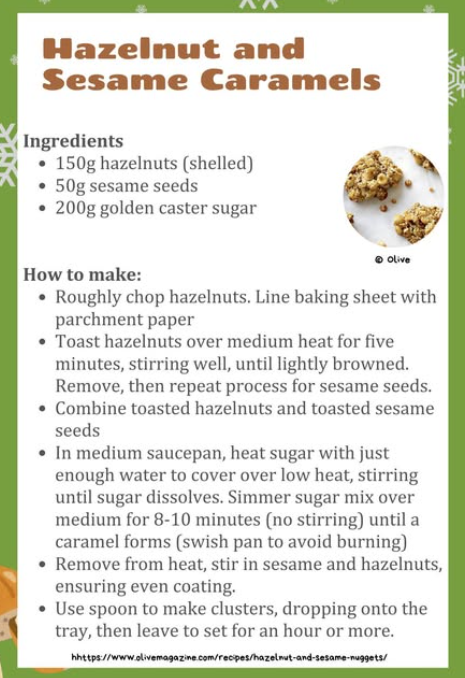 Hazelnut and
Sesame Caramels
Ingredients
• 150g hazelnuts (shelled)
• 50g sesame seeds
• 200g golden caster sugar
© Olive
How to make:
• Roughly chop hazelnuts. Line baking sheet with
parchment paper
• Toast hazelnuts over medium heat for five
minutes, stirring well, until lightly browned.
Remove, then repeat process for sesame seeds.
• Combine toasted hazelnuts and toasted sesame
seeds
• In medium saucepan, heat sugar with just
enough water to cover over low heat, stirring
until sugar dissolves. Simmer sugar mix over
medium for 8-10 minutes (no stirring) until a
caramel forms (swish pan to avoid burning)
• Remove from heat, stir in sesame and hazelnuts,
ensuring even coating.
• Use spoon to make clusters, dropping onto the
tray, then leave to set for an hour or more.
hhttps://www.olivemagazine.com/recipes/hazelnut-and-sesame-nuggets/